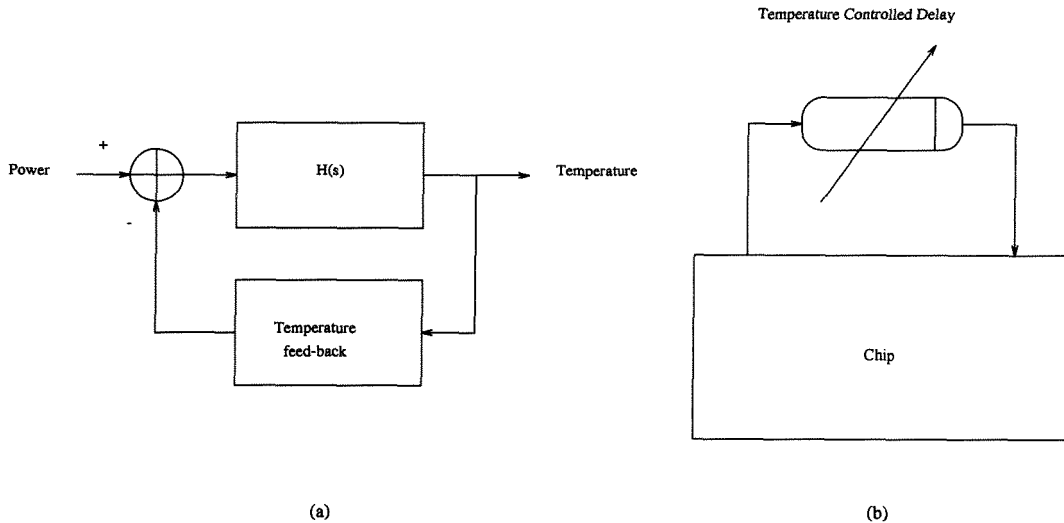 Temperature Controlled Delay
+
Power
H(s)
Temperature
-
Temperature
feed-back
Chip
(a)
(b)